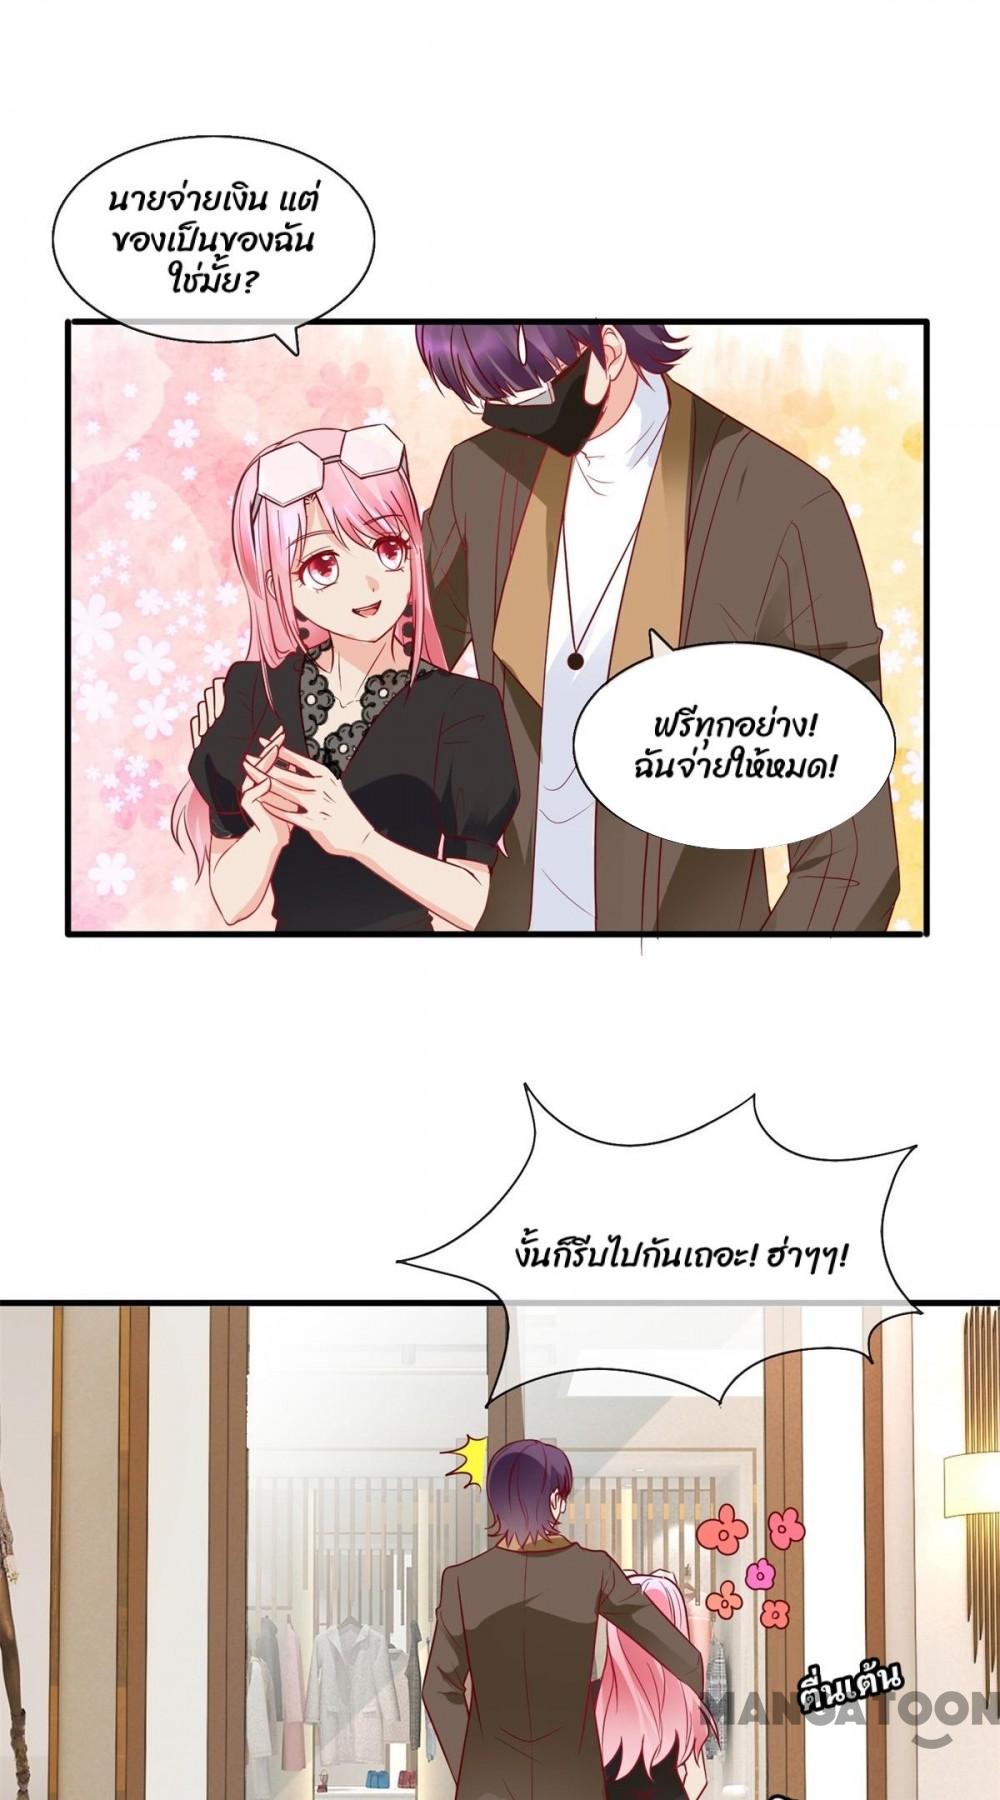 นายจ่ายเงิน แต่
ของเป็นของฉัน
ใช่มั้ย?
ฟรีทุกอย่าง!
ฉันจ่ายให้หมด!
งั้นก็รีบไปกันเถอะ! ฮ่าๆๆ!
ตื่นเต้น
MANGATOON